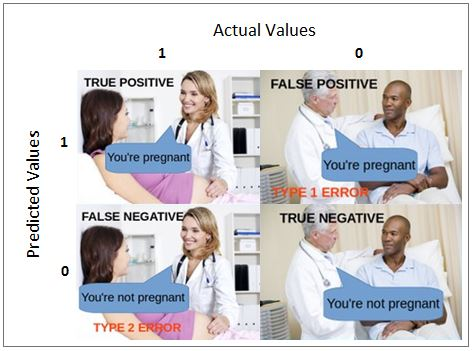 Actual Values
1 0
Predicted Values
1
TRUE POSITIVE
You're pregnant
FALSE POSITIVE
You're pregnant
TYPE 1 ERROR
0
FALSE NEGATIVE
You're not pregnant
TYPE 2 ERROR
TRUE NEGATIVE
You're not pregnant